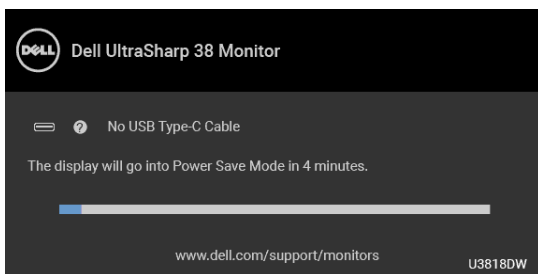 DELL
Dell UltraSharp 38 Monitor
? No USB Type-C Cable
The display will go into Power Save Mode in 4 minutes.
www.dell.com/support/monitors
U3818DW